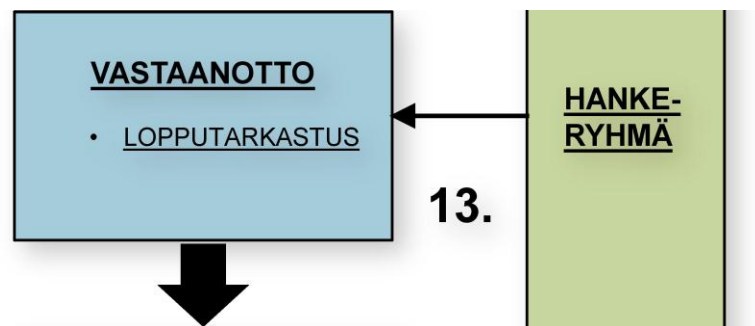 VASTAANOTTO
• LOPPUTARKASTUS
HANKE-
RYHMÄ
13.